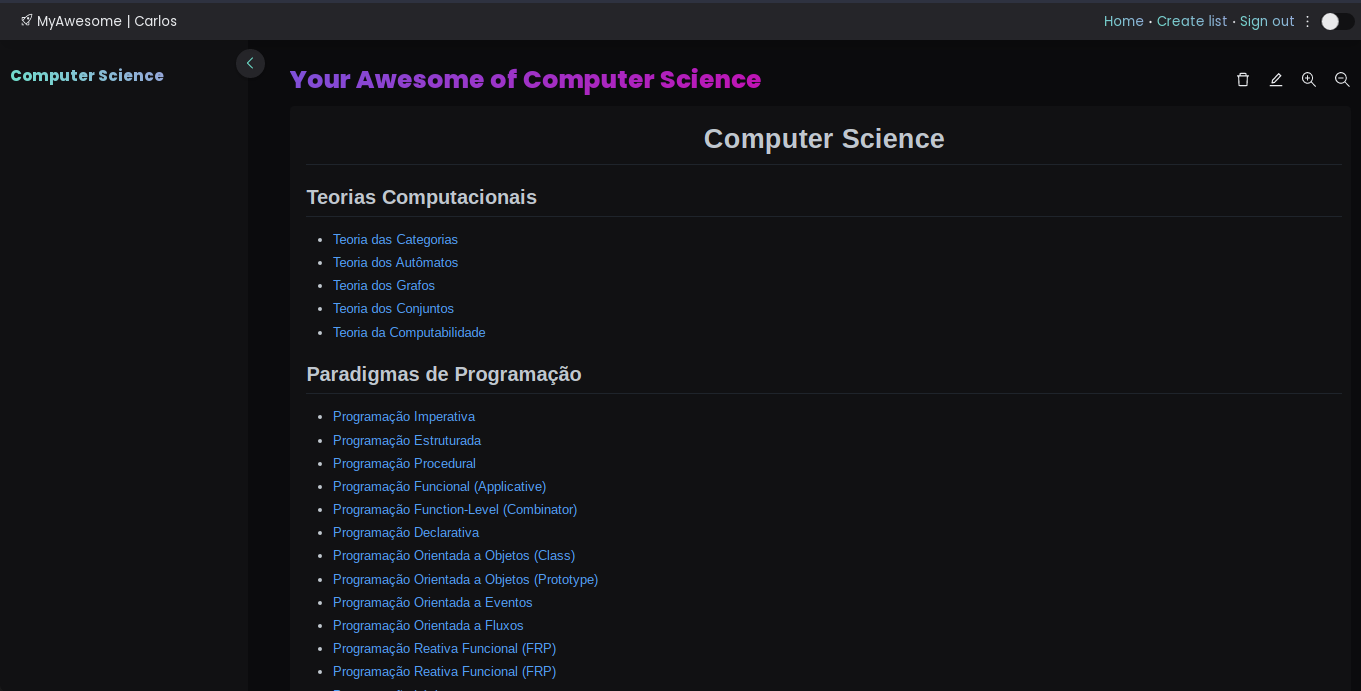 MyAwesome | Carlos
Home · Create list · Sign out
Computer Science
Your Awesome of Computer Science
Computer Science
Teorias Computacionais
Teoria das Categorias
Teoria dos Autômatos
Teoria dos Grafos
Teoria dos Conjuntos
Teoria da Computabilidade
Paradigmas de Programação
Programação Imperativa
Programação Estruturada
Programação Procedural
Programação Funcional (Applicative)
Programação Function-Level (Combinator)
Programação Declarativa
Programação Orientada a Objetos (Class)
Programação Orientada a Objetos (Prototype)
Programação Orientada a Eventos
Programação Orientada a Fluxos
Programação Reativa Funcional (FRP)
Programação Reativa Funcional (FRP)